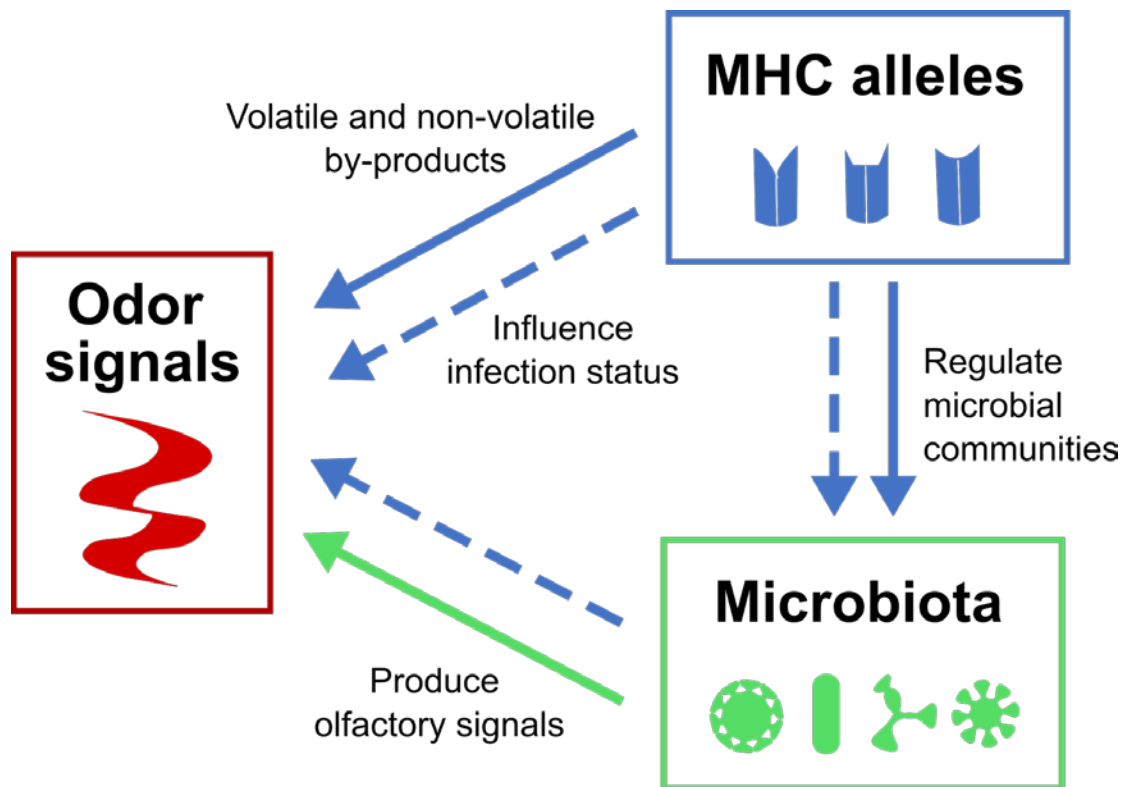 MHC alleles
Volatile and non-volatile
by-products
Odor
signals
Influence
infection status
Regulate
microbial
communities
Microbiota
Produce
olfactory signals